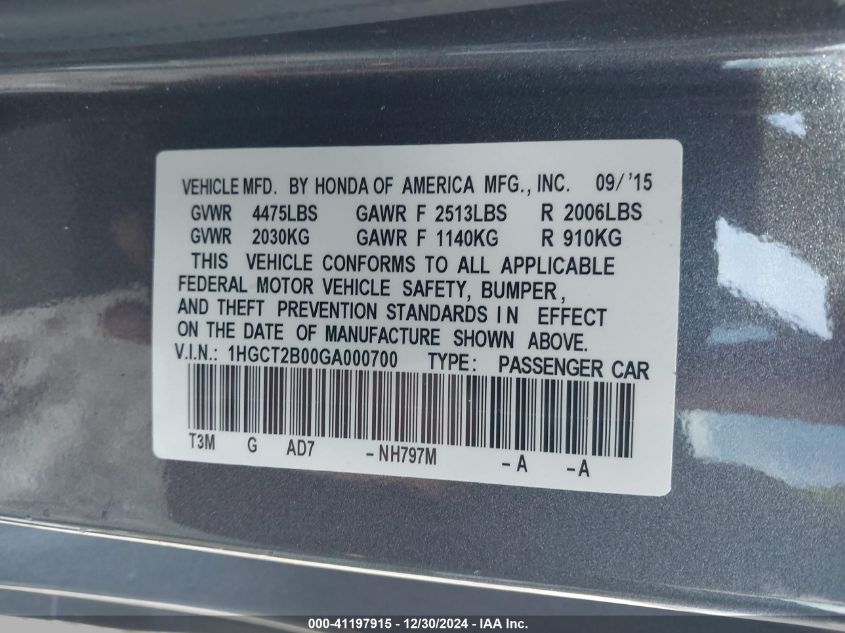 VEHICLE MFD. BY HONDA OF AMERICA MFG., INC. 09/'15
GVWR 4475LBS GAWR F 2513LBS R 2006LBS
GVWR 2030KG GAWR F 1140KG R 910KG
THIS VEHICLE CONFORMS TO ALL APPLICABLE
FEDERAL MOTOR VEHICLE SAFETY, BUMPER,
AND THEFT PREVENTION STANDARDS IN EFFECT
ON THE DATE OF MANUFACTURE SHOWN ABOVE.
V.I.N.: 1HGCT2B00GA000700 TYPE: PASSENGER CAR
T3M G AD7 -NH797M -A -A
000-41197915 - 12/30/2024 - IAA Inc.